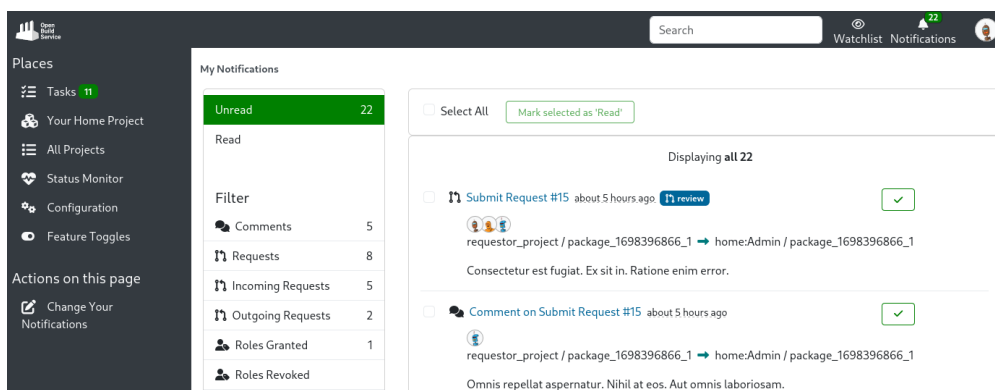 Open
Build
Service
Search
Watchlist
22
Notifications
Places
Tasks 11
Your Home Project
All Projects
Status Monitor
Configuration
Feature Toggles
Actions on this page
Change Your
Notifications
My Notifications
Unread 22
Read
Filter
Comments 5
Requests 8
Incoming Requests 5
Outgoing Requests 2
Roles Granted 1
Roles Revoked
Select All Mark selected as 'Read'
Displaying all 22
Submit Request #15 about 5 hours ago review
requestor_project / package_1698396866_1 → home:Admin / package_1698396866_1
Consectetur est fugiat. Ex sit in. Ratione enim error.
Comment on Submit Request #15 about 5 hours ago
requestor_project / package_1698396866_1 → home:Admin / package_1698396866_1
Omnis repellat aspernatur. Nihil at eos. Aut omnis laboriosam.